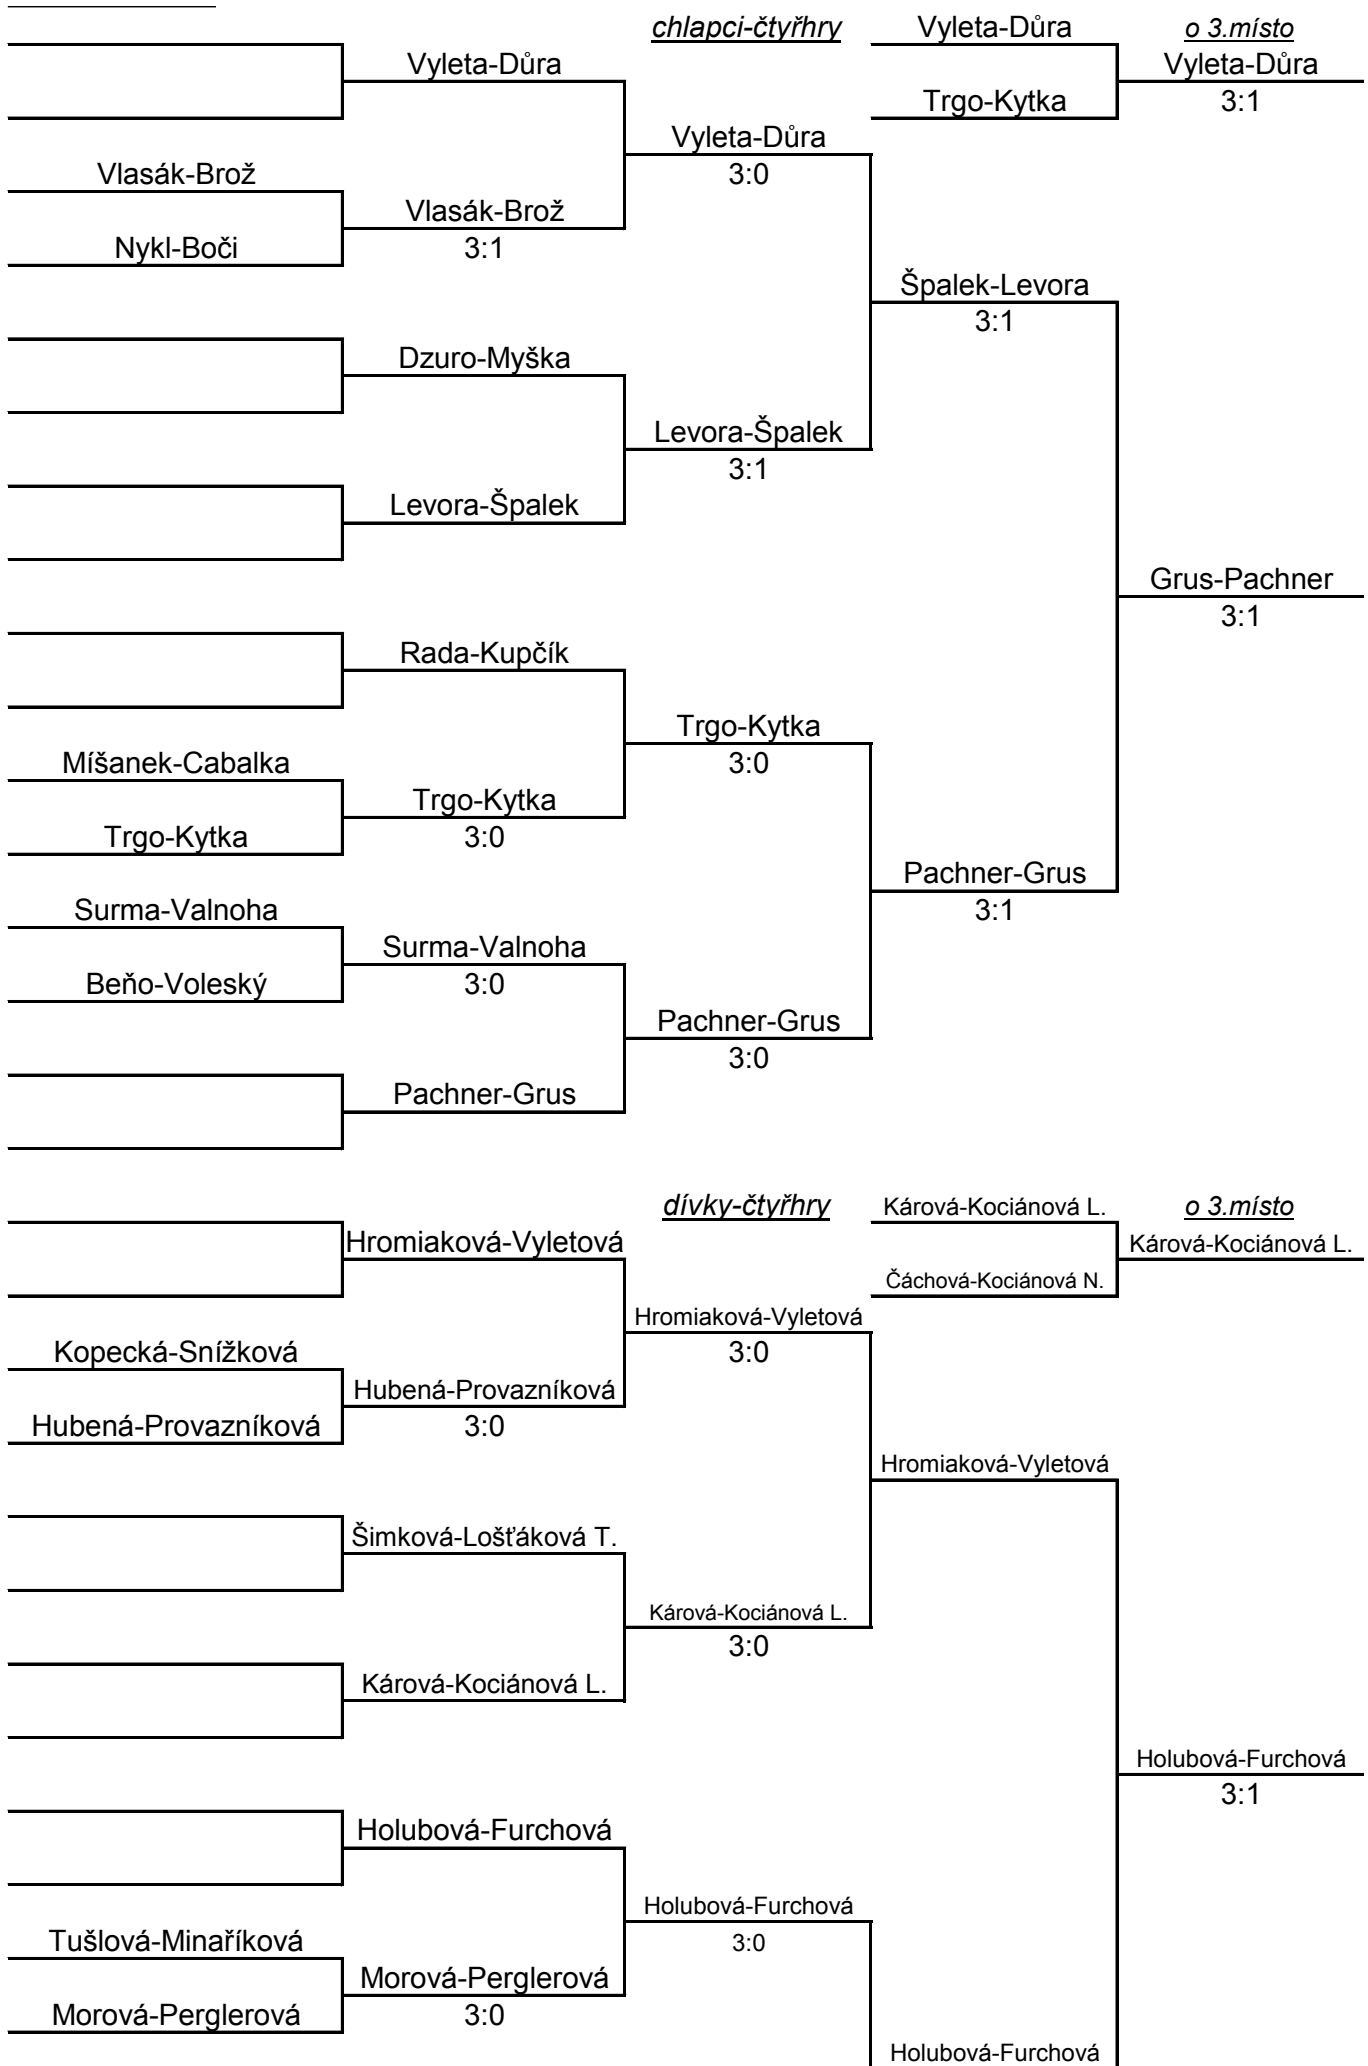 chlapci-čtyřhry
Vyleta-Důra
o 3.místo
Vyleta-Důra
Vyleta-Důra
Trgo-Kytka
3:1
Vyleta-Důra
Vlasák-Brož
3:0
Vlasák-Brož
Nykl-Boči
3:1
Špalek-Levora
3:1
Dzuro-Myška
Levora-Špalek
3:1
Levora-Špalek
Grus-Pachner
3:1
Rada-Kupčík
Trgo-Kytka
Míšanek-Cabalka
3:0
Trgo-Kytka
Trgo-Kytka
3:0
Pachner-Grus
Surma-Valnoha
3:1
Surma-Valnoha
Beňo-Voleský
3:0
Pachner-Grus
3:0
Pachner-Grus
dívky-čtyřhry
Kárová-Kociánová L.
o 3.místo
Hromiaková-Vyletová
Kárová-Kociánová L.
Čáchová-Kociánová N.
Hromiaková-Vyletová
Kopecká-Snížková
3:0
Hubená-Provazníková
Hubená-Provazníková
3:0
Hromiaková-Vyletová
Šimková-Lošťáková T.
Kárová-Kociánová L.
3:0
Kárová-Kociánová L.
Holubová-Furchová
3:1
Holubová-Furchová
Holubová-Furchová
Tušlová-Minaříková
3:0
Morová-Perglerová
Morová-Perglerová
3:0
Holubová-Furchová